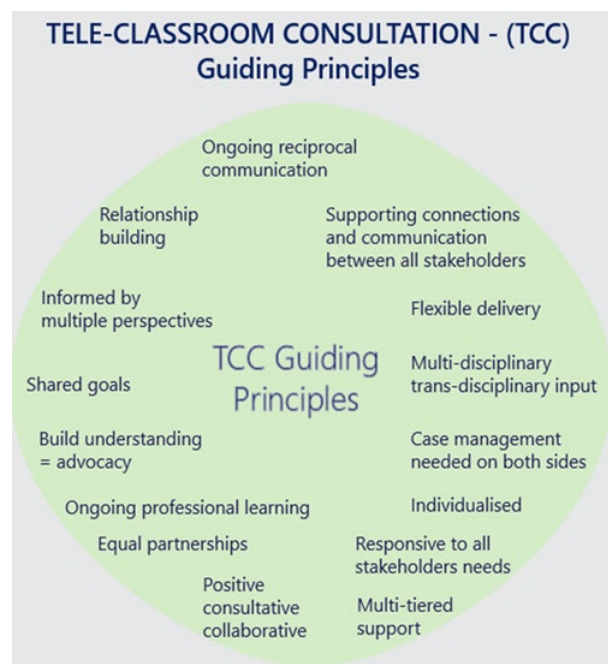 TELE-CLASSROOM CONSULTATION - (TCC)
Guiding Principles
Ongoing reciprocal
communication
Relationship
building
Supporting connections
and communication
between all stakeholders
Informed by
multiple perspectives
Flexible delivery
TCC Guiding
Principles
Shared goals
Multi-disciplinary
trans-disciplinary input
Build understanding
= advocacy
Case management
needed on both sides
Ongoing professional learning
Individualised
Equal partnerships
Responsive to all
stakeholders needs
Positive
consultative
collaborative
Multi-tiered
support